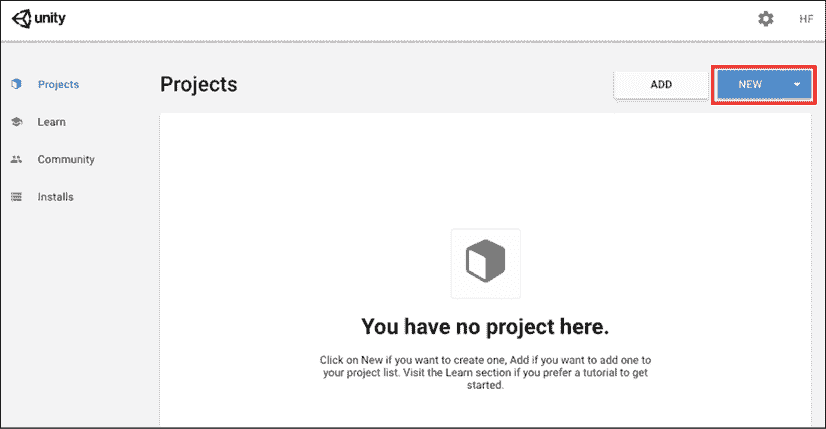 unity
HF
Projects
Learn
Community
Installs
Projects
ADD
NEW
You have no project here.
Click on New if you want to create one, Add if you want to add one to
your project list. Visit the Learn section if you prefer a tutorial to get
started.